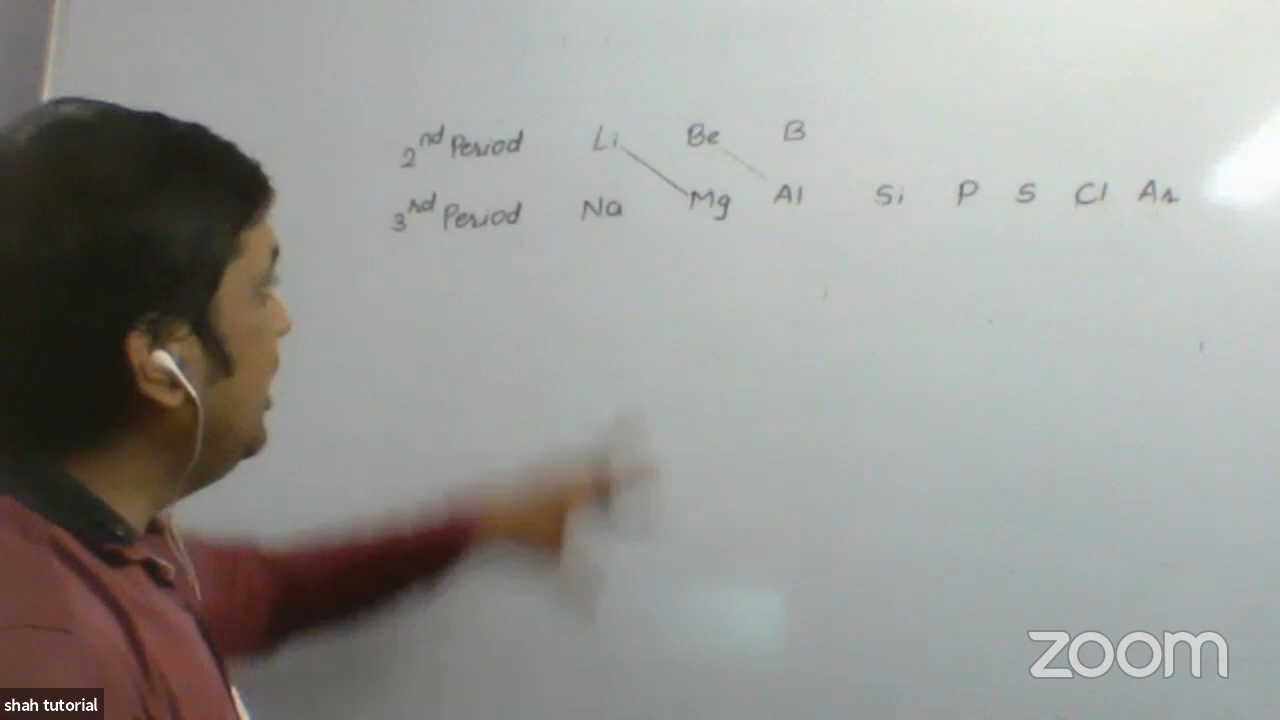 2nd Period Li Be B
3rd Period Na Mg Al Si P S Cl Ar
zoom
shah tutorial